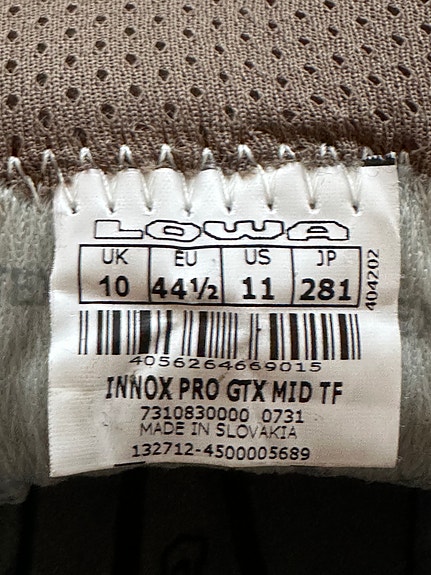 LOWA
UK EU US JP
10 44½ 11 281
404202
4056264669015
INNOX PRO GTX MID TF
7310830000 0731
MADE IN SLOVAKIA
132712-4500005689